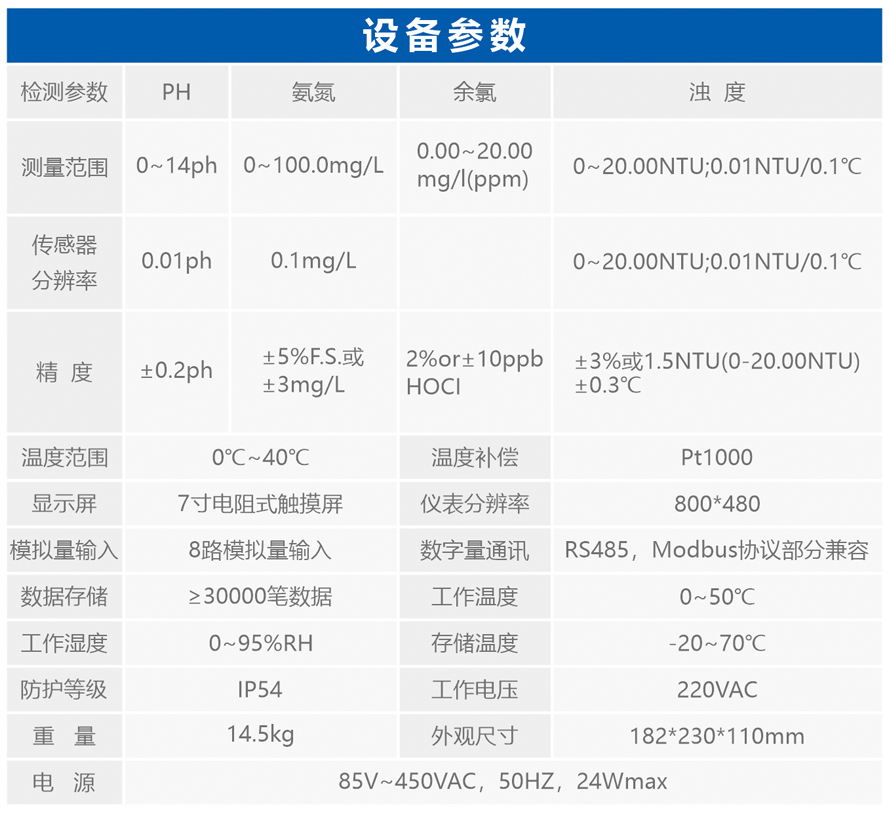 设备参数
检测参数 PH 氨氮 余氯 浊 度
测量范围 0~14ph 0~100.0mg/L 0.00~20.00
mg/l(ppm) 0~20.00NTU;0.01NTU/0.1℃
传感器
分辨率 0.01ph 0.1mg/L 0~20.00NTU;0.01NTU/0.1℃
精 度 ±0.2ph ±5%F.S.或
±3mg/L 2%or±10ppb
HOCI ±3%或1.5NTU(0-20.00NTU)
±0.3℃
温度范围 0℃~40℃ 温度补偿 Pt1000
显示屏 7寸电阻式触摸屏 仪表分辨率 800*480
模拟量输入 8路模拟量输入 数字量通讯 RS485，Modbus协议部分兼容
数据存储 ≥30000笔数据 工作温度 0~50℃
工作湿度 0~95%RH 存储温度 -20~70℃
防护等级 IP54 工作电压 220VAC
重 量 14.5kg 外观尺寸 182*230*110mm
电 源 85V~450VAC，50HZ，24Wmax